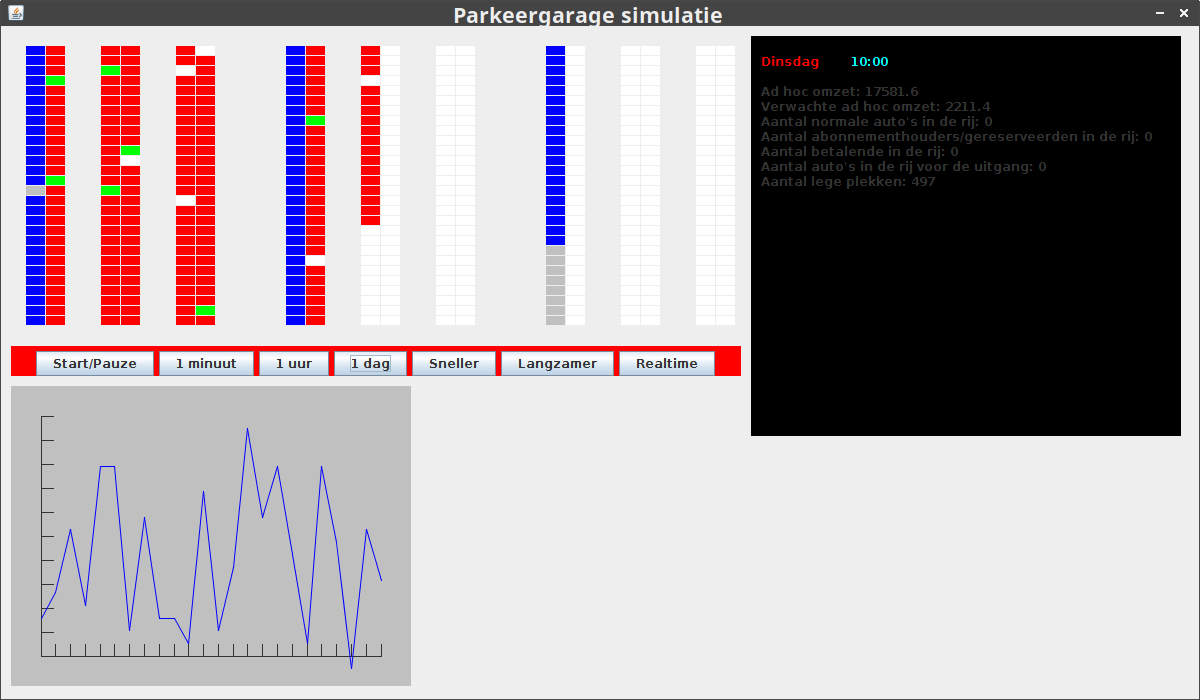 Parkeergarage simulatie
Dinsdag 10:00
Ad hoc omzet: 17581.6
Verwachte ad hoc omzet: 2211.4
Aantal normale auto's in de rij: 0
Aantal abonnementhouders/gereserveerden in de rij: 0
Aantal betalende in de rij: 0
Aantal auto's in de rij voor de uitgang: 0
Aantal lege plekken: 497
Start/Pauze 1 minuut 1 uur 1 dag Sneller Langzamer Realtime